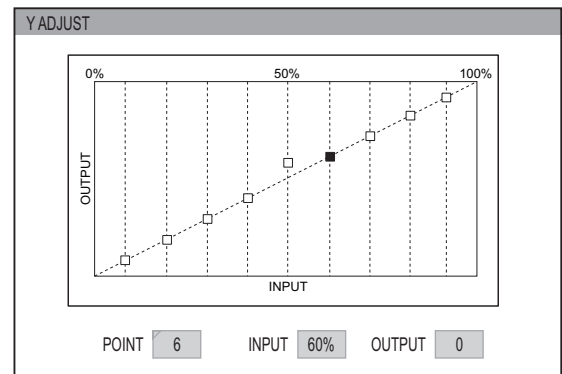 Y ADJUST
0% 50% 100%
OUTPUT
INPUT
POINT 6 INPUT 60% OUTPUT 0